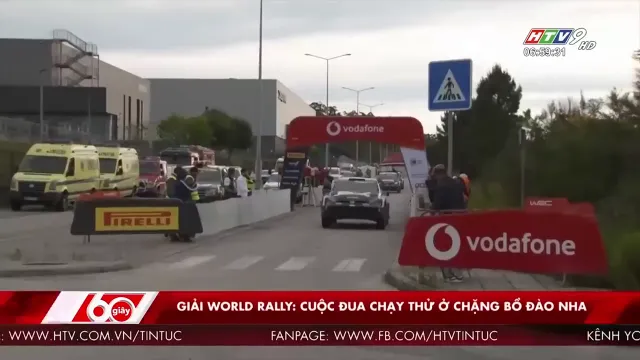 HTV9 HD
06:59:31
vodafone
PIRELLI
WRC
vodafone
60 giây
GIẢI WORLD RALLY: CUỘC ĐUA CHẠY THỬ Ở CHẶNG BỒ ĐÀO NHA
WWW.HTV.COM.VN/TINTUC
FANPAGE: WWW.FB.COM/HTVTINTUC
KÊNH YO